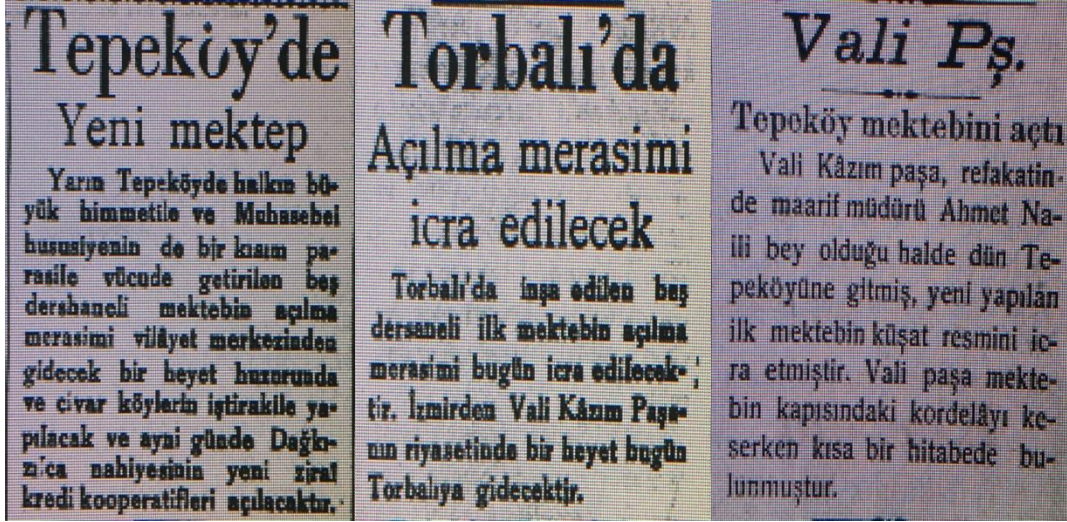 Tepeköy'de
Yeni mektep
Yarın Tepeköyde halkın bü-
yük himmetile ve Muhasebei
hususiyenin de bir kısım pa-
rasile vücude getirilen beş
dershaneli mektebin açılma
merasimi vilâyet merkezinden
gidecek bir heyet huzurunda
ve civar köylerin iştirakile ya-
pılacak ve ayni günde Dağkı-
zılca nahiyesinin yeni zirai
kredi kooperatifleri açılacaktır.
Torbalı'da
Açılma merasimi
icra edilecek
Torbalı'da inşa edilen beş
dersaneli ilk mektebin açılma
merasimi bugün icra edilecek-
tir. İzmirden Vali Kâzım Paşa-
nın riyasetinde bir heyet bugün
Torbalıya gidecektir.
Vali Pş.
Tepeköy mektebini açtı
Vali Kâzım paşa, refakatin-
de maarif müdürü Ahmet Na-
ili bey olduğu halde dün Te-
peköyüne gitmiş, yeni yapılan
ilk mektebin küşat resmini ic-
ra etmiştir. Vali paşa mekte-
bin kapısındaki kordelâyı ke-
serken kısa bir hitabede bu-
lunmuştur.